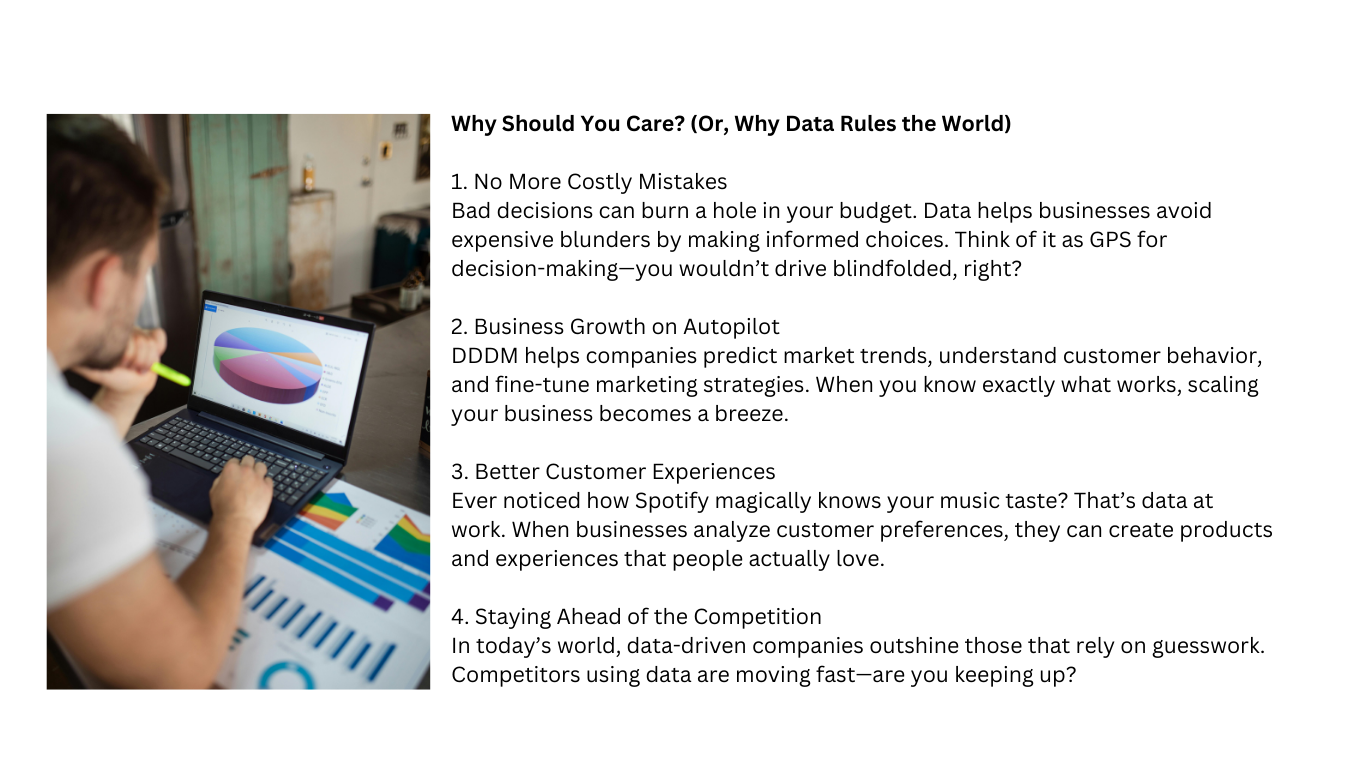 Why Should You Care? (Or, Why Data Rules the World)
1. No More Costly Mistakes
Bad decisions can burn a hole in your budget. Data helps businesses avoid
expensive blunders by making informed choices. Think of it as GPS for
decision-making—you wouldn’t drive blindfolded, right?
2. Business Growth on Autopilot
DDDM helps companies predict market trends, understand customer behavior,
and fine-tune marketing strategies. When you know exactly what works, scaling
your business becomes a breeze.
3. Better Customer Experiences
Ever noticed how Spotify magically knows your music taste? That’s data at
work. When businesses analyze customer preferences, they can create products
and experiences that people actually love.
4. Staying Ahead of the Competition
In today’s world, data-driven companies outshine those that rely on guesswork.
Competitors using data are moving fast—are you keeping up?